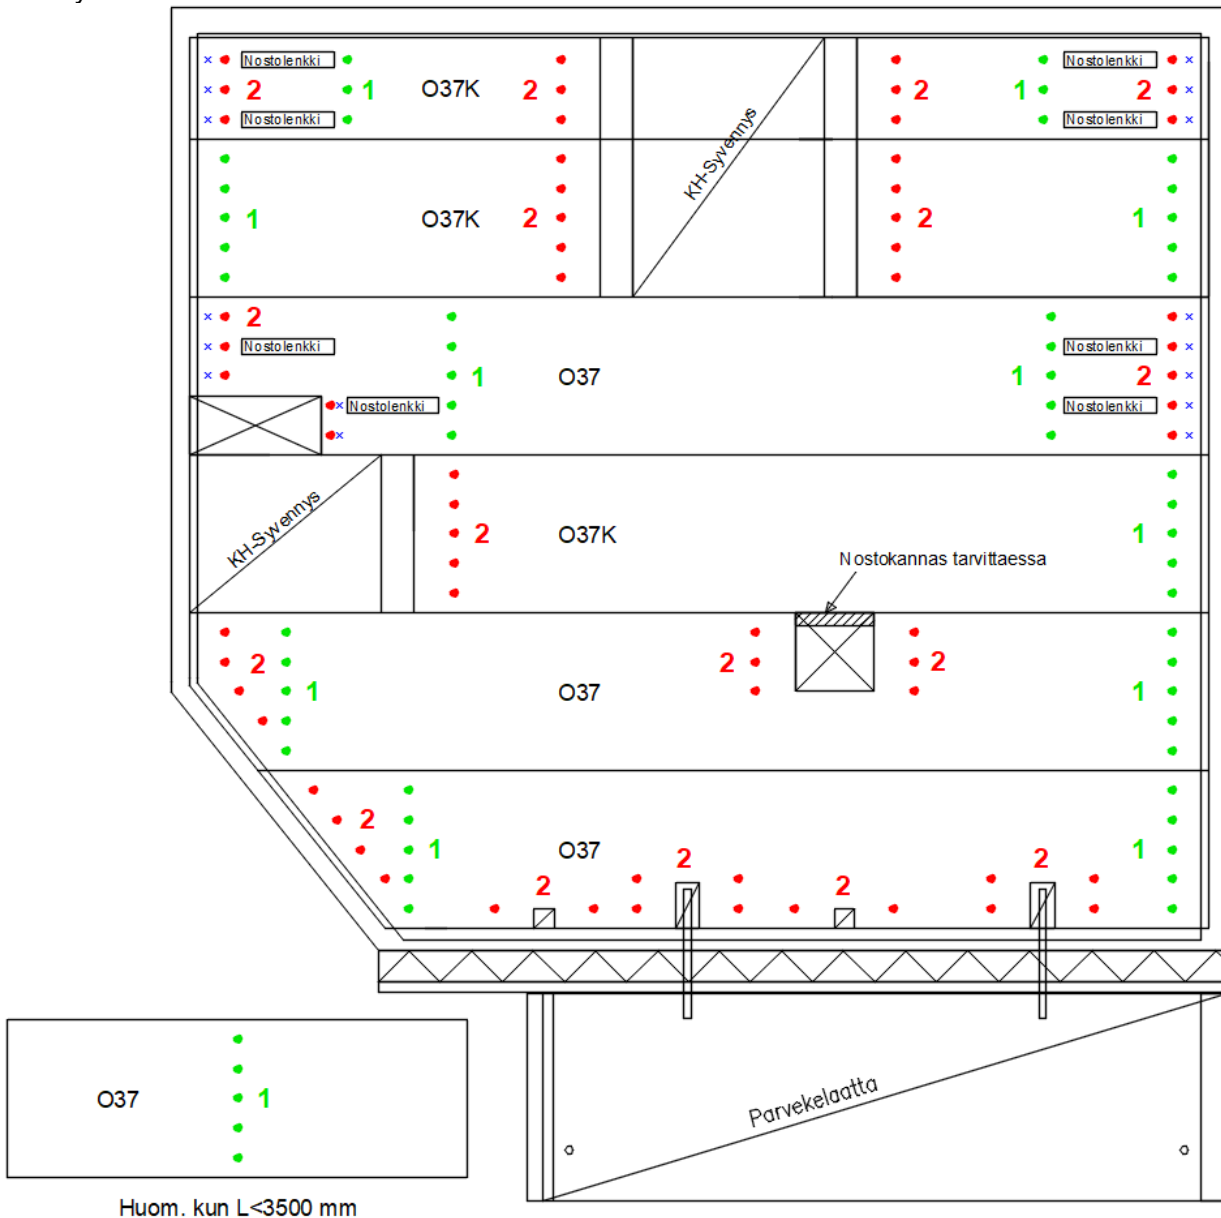 Nostolenkki Nostolenkki
2 1 O37K 2 2 1 2
Nostolenkki Nostolenkki
KH-Syvennys
1 O37K 2 2 1
2
Nostolenkki Nostolenkki
1 O37 1 2
Nostolenkki Nostolenkki
KH-Syvennys
2 O37K 1
Nostokannas tarvittaessa
2 1 O37 2 2 1
2 1 O37 1
2 2 2 2
O37 1
Parvekelaatta
Huom. kun L<3500 mm